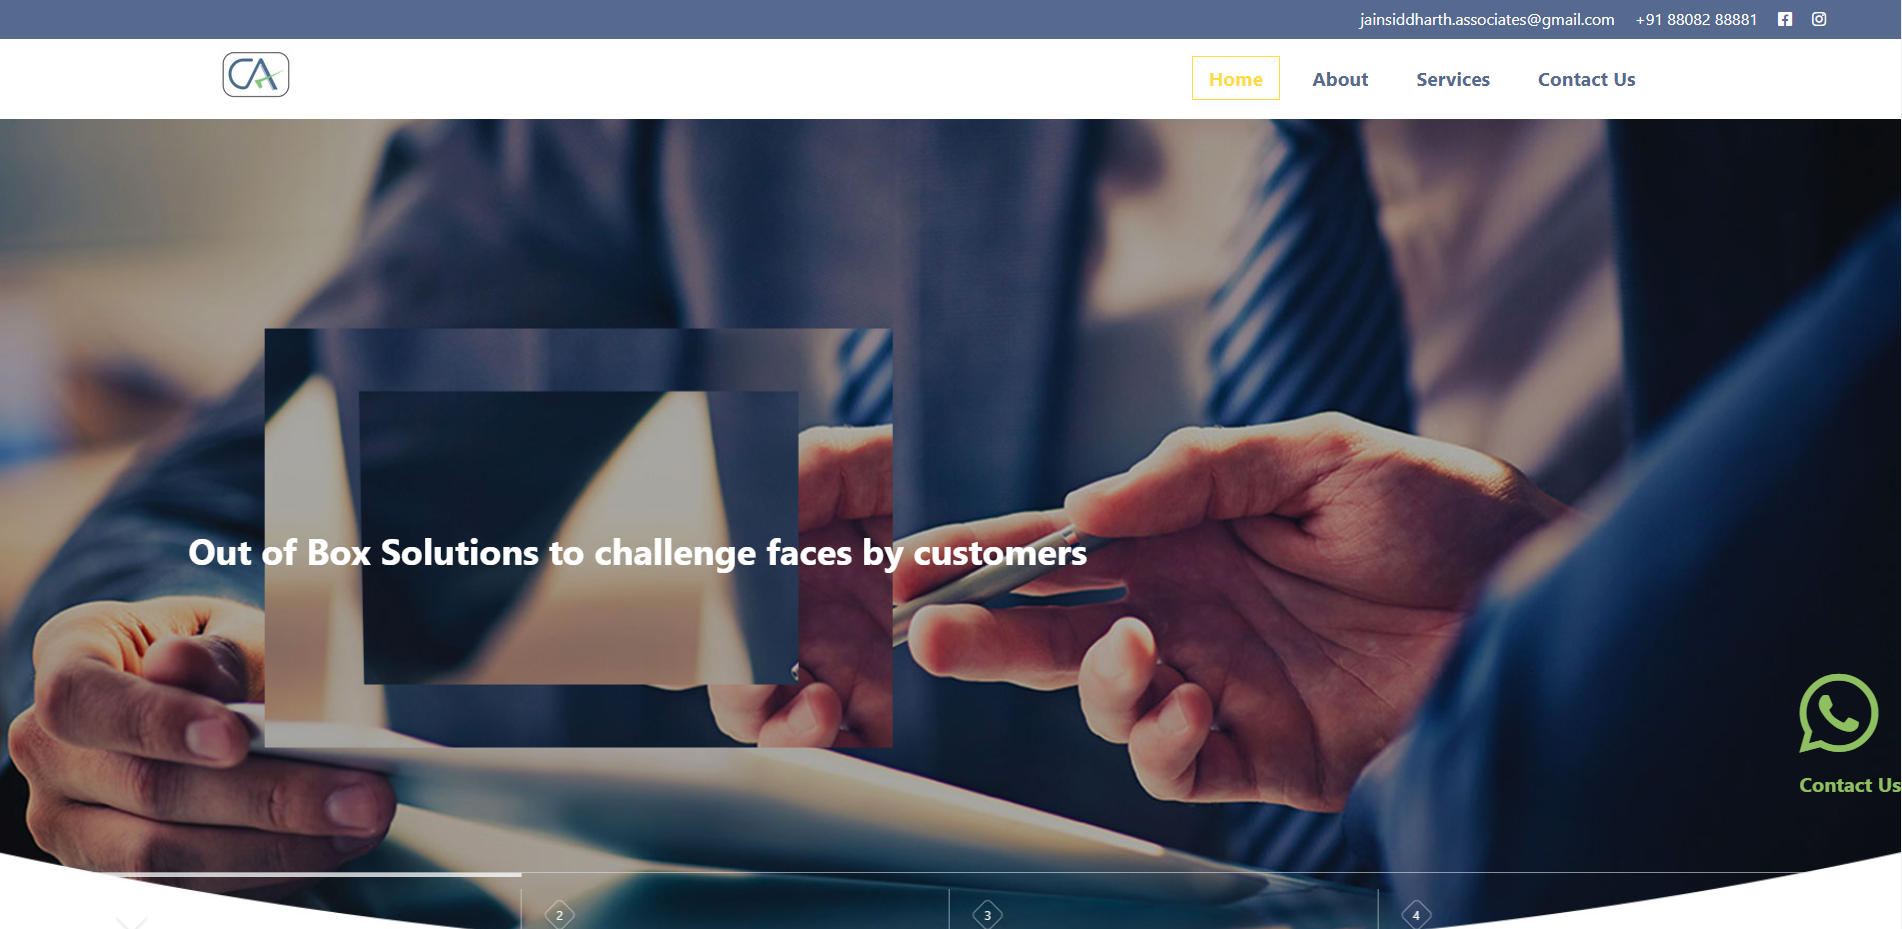 jainsiddharth.associates@gmail.com +91 88082 88881
CA
Home About Services Contact Us
Out of Box Solutions to challenge faces by customers
Contact Us
2 3 4